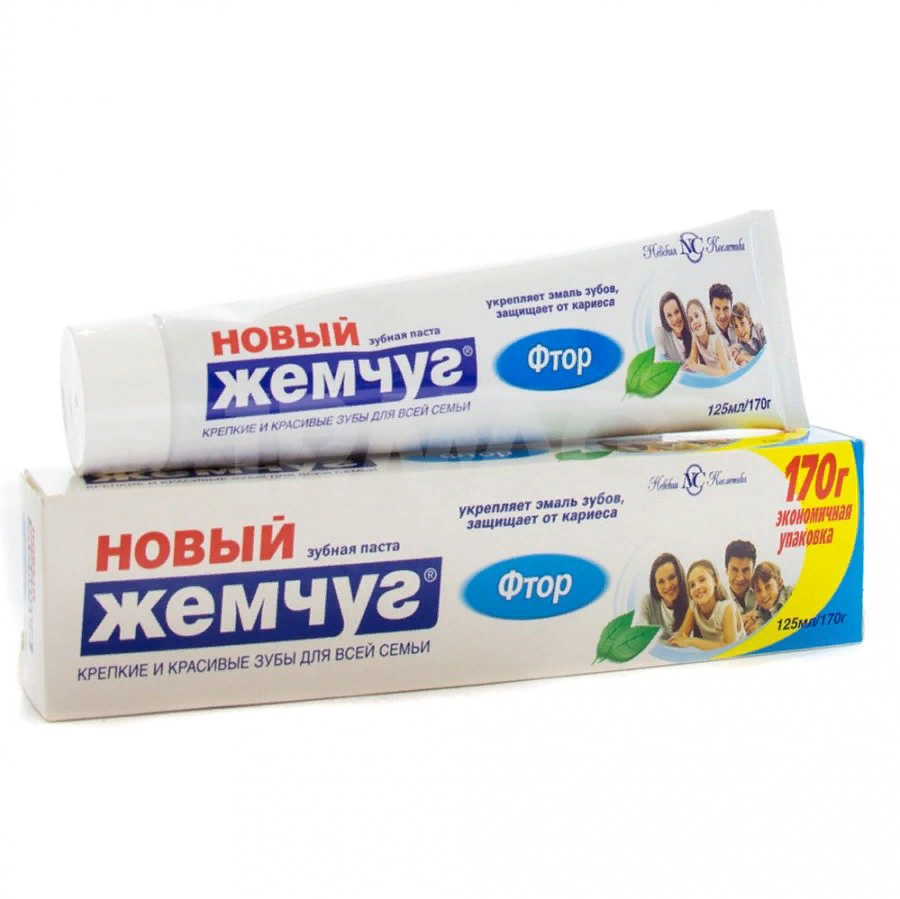 Невская NC Косметика
укрепляет эмаль зубов,
защищает от кариеса
НОВЫЙ
зубная паста
жемчуг®
Фтор
КРЕПКИЕ И КРАСИВЫЕ ЗУБЫ ДЛЯ ВСЕЙ СЕМЬИ
125мл/170г
Невская NC Косметика
170г
экономичная
упаковка
укрепляет эмаль зубов,
защищает от кариеса
НОВЫЙ
зубная паста
жемчуг®
Фтор
КРЕПКИЕ И КРАСИВЫЕ ЗУБЫ ДЛЯ ВСЕЙ СЕМЬИ
125мл/170г